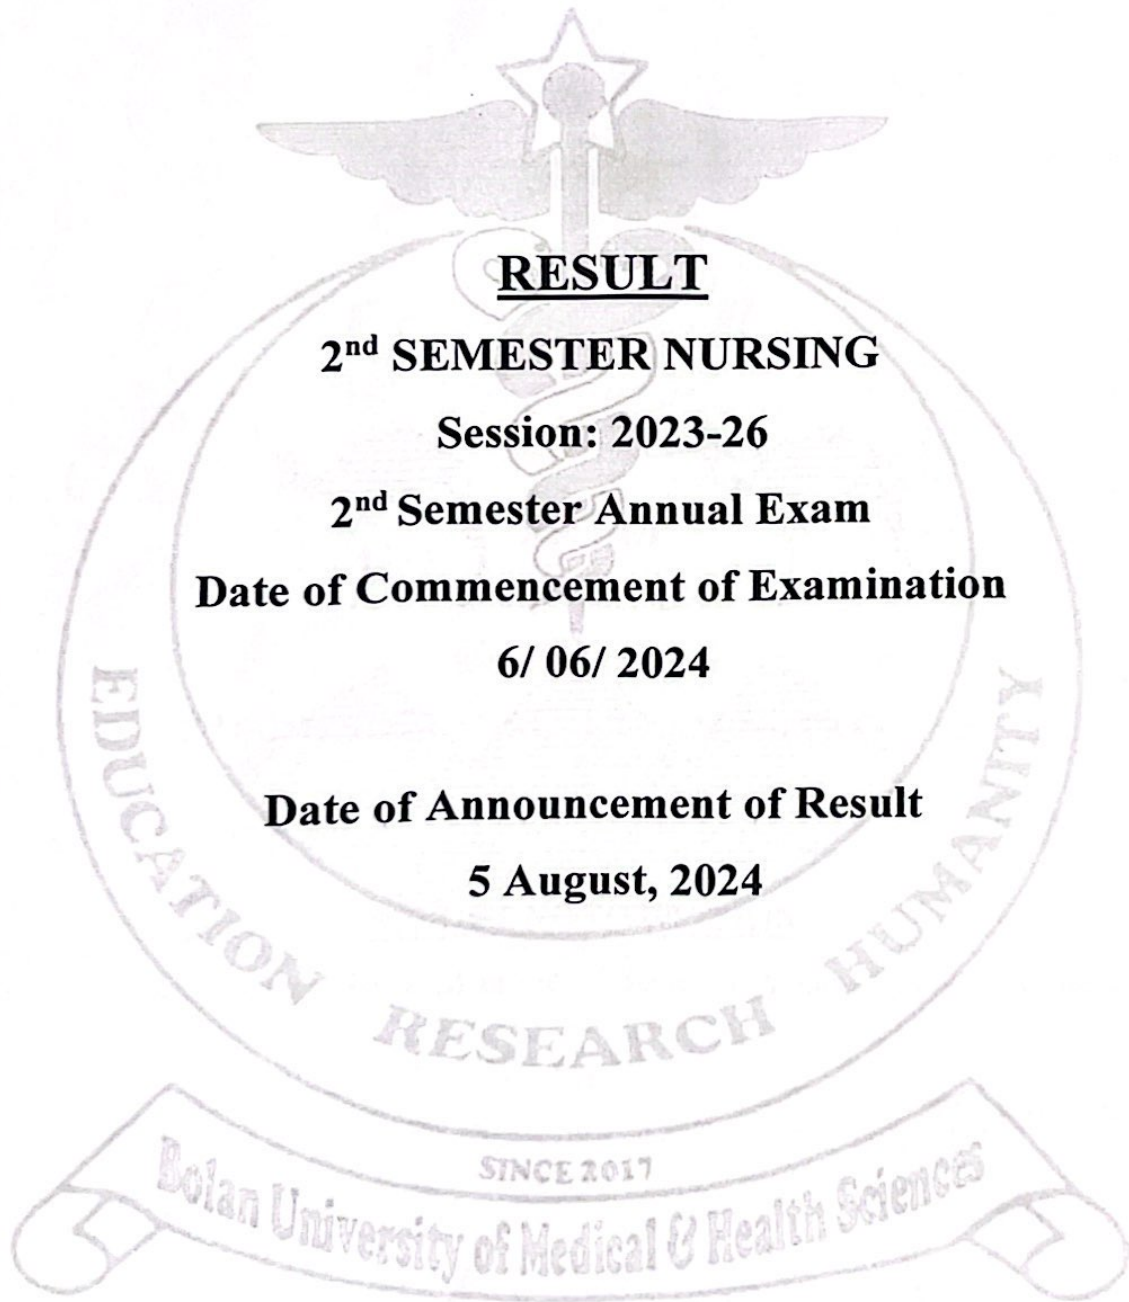 RESULT
2nd SEMESTER NURSING
Session: 2023-26
2nd Semester Annual Exam
Date of Commencement of Examination
6/ 06/ 2024
Date of Announcement of Result
5 August, 2024
EDUCATION
RESEARCH
HUMANITY
SINCE 2017
Bolan University of Medical & Health Sciences